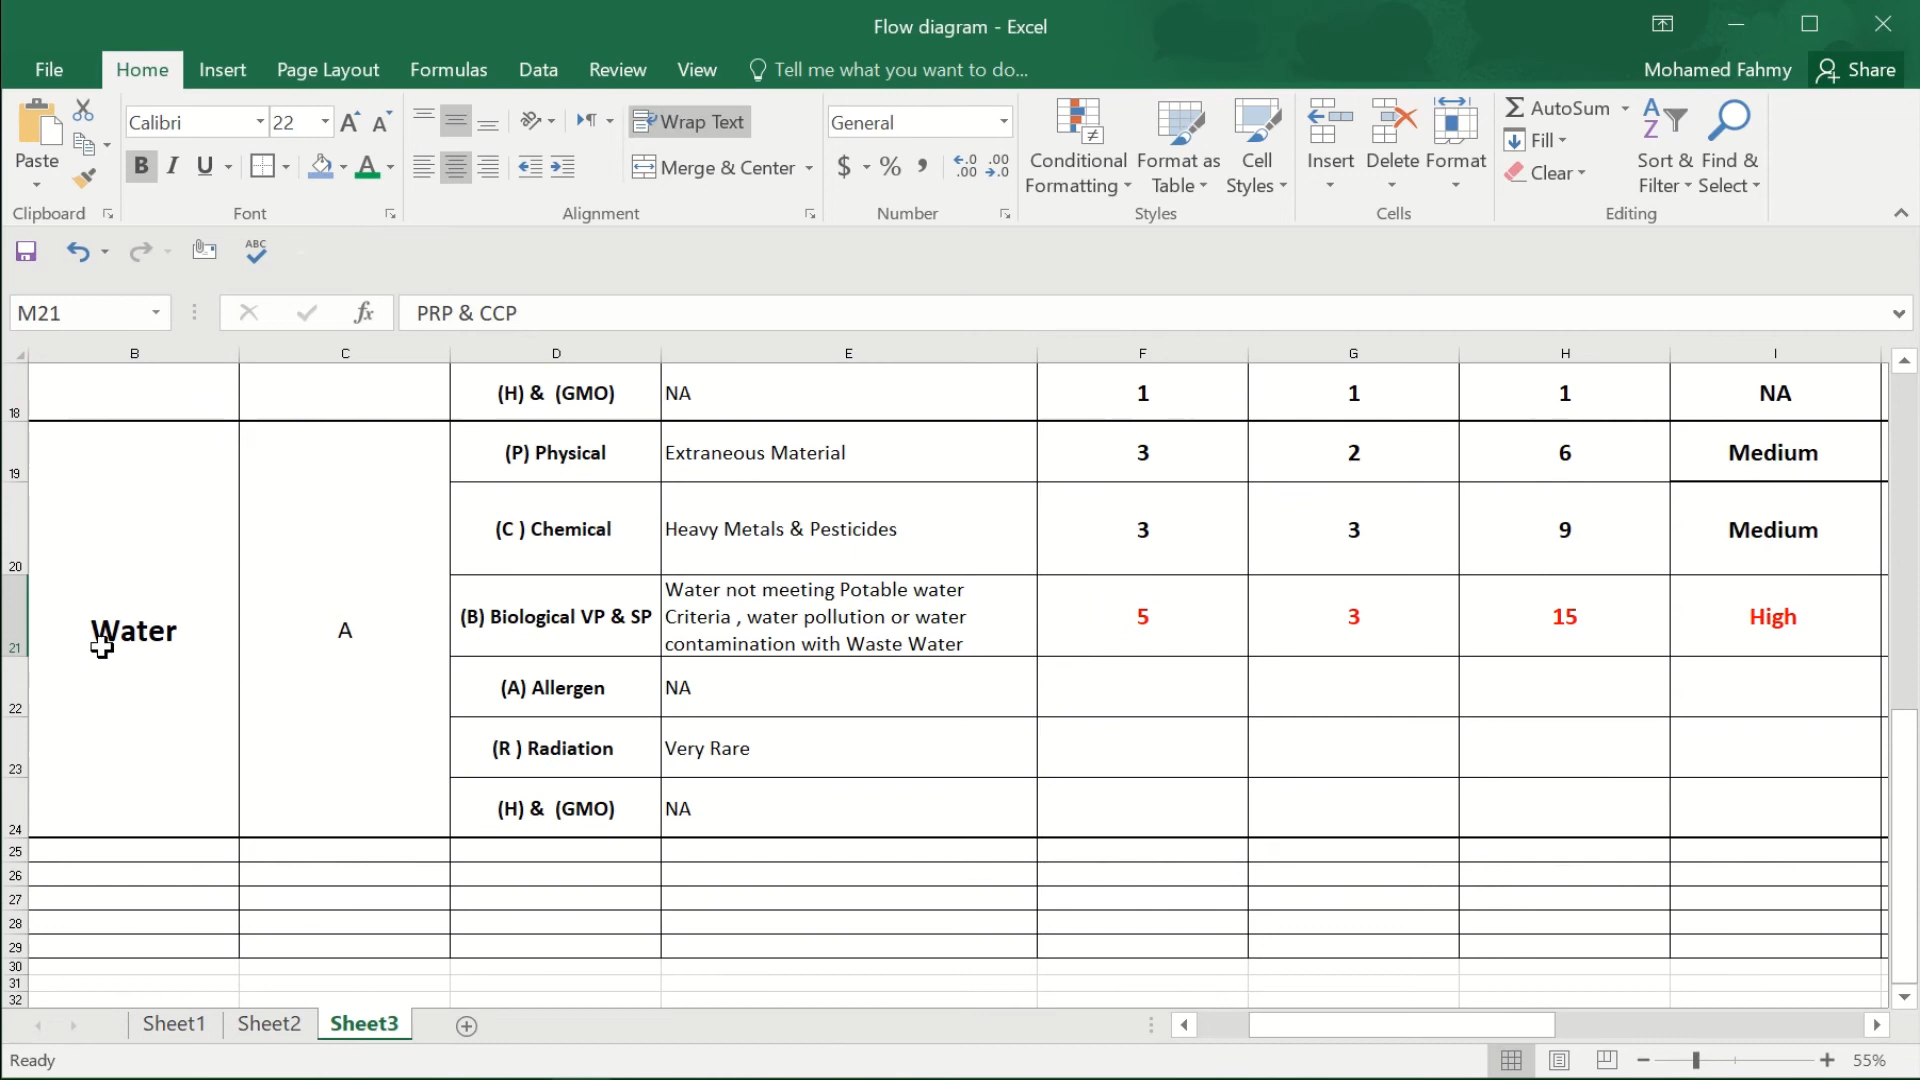 Flow diagram - Excel
File Home Insert Page Layout Formulas Data Review View Tell me what you want to do... Mohamed Fahmy Share
Paste
Clipboard
Calibri 22 A A
B I U A
Font
Wrap Text
Merge & Center
Alignment
General
$ % , .0 .00 .00 .0
Number
Conditional Formatting
Format as Table
Cell Styles
Styles
Insert Delete Format
Cells
AutoSum
Fill
Clear
Sort & Filter
Find & Select
Editing
ABC
M21 fx PRP & CCP
B C D E F G H I
18 (H) & (GMO) NA 1 1 1 NA
19 (P) Physical Extraneous Material 3 2 6 Medium
20 (C ) Chemical Heavy Metals & Pesticides 3 3 9 Medium
21 Water A (B) Biological VP & SP Water not meeting Potable water
Criteria , water pollution or water
contamination with Waste Water 5 3 15 High
22 (A) Allergen NA
23 (R ) Radiation Very Rare
24 (H) & (GMO) NA
25
26
27
28
29
30
31
32
Sheet1 Sheet2 Sheet3
Ready 55%